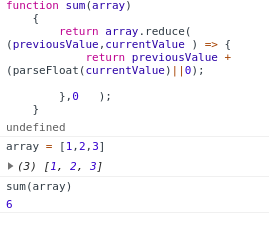 function sum(array)
{
return array.reduce(
(previousValue,currentValue ) => {
return previousValue +
(parseFloat(currentValue)||0);
},0 );
}
undefined
array = [1,2,3]
(3) [1, 2, 3]
sum(array)
6